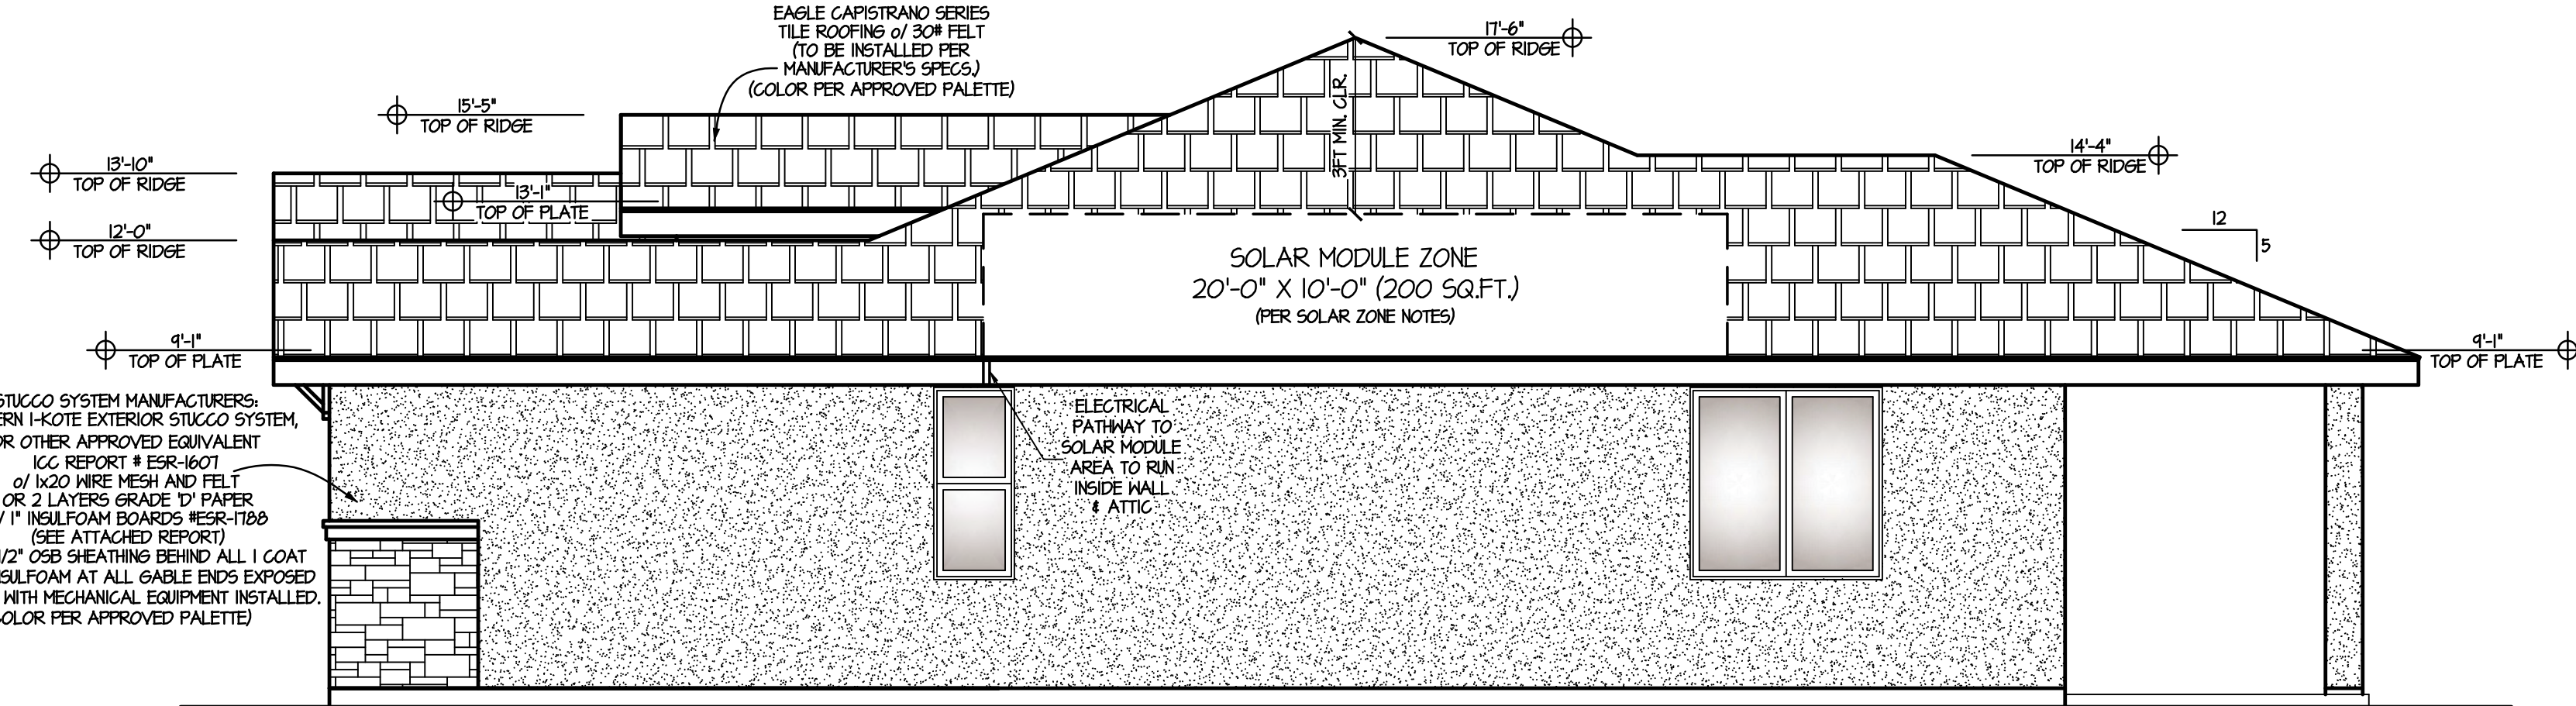 EAGLE CAPISTRANO SERIES
TILE ROOFING o/ 30# FELT
(TO BE INSTALLED PER
MANUFACTURER'S SPECS.)
(COLOR PER APPROVED PALETTE)
17'-6"
TOP OF RIDGE
15'-5"
TOP OF RIDGE
13'-10"
TOP OF RIDGE
13'-1"
TOP OF PLATE
12'-0"
TOP OF RIDGE
3FT MIN. CLR.
14'-4"
TOP OF RIDGE
12
5
SOLAR MODULE ZONE
20'-0" X 10'-0" (200 SQ.FT.)
(PER SOLAR ZONE NOTES)
9'-1"
TOP OF PLATE
9'-1"
TOP OF PLATE
STUCCO SYSTEM MANUFACTURERS:
ERN 1-KOTE EXTERIOR STUCCO SYSTEM,
OR OTHER APPROVED EQUIVALENT
ICC REPORT # ESR-1607
o/ 1x20 WIRE MESH AND FELT
OR 2 LAYERS GRADE 'D' PAPER
/ 1" INSULFOAM BOARDS #ESR-1788
(SEE ATTACHED REPORT)
1/2" OSB SHEATHING BEHIND ALL 1 COAT
SULFOAM AT ALL GABLE ENDS EXPOSED
WITH MECHANICAL EQUIPMENT INSTALLED.
OLOR PER APPROVED PALETTE)
ELECTRICAL
PATHWAY TO
SOLAR MODULE
AREA TO RUN
INSIDE WALL
& ATTIC